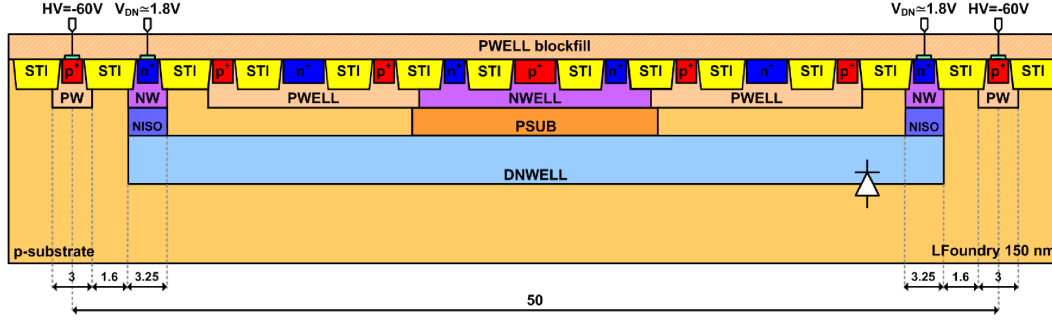 HV=-60V V_DN≃1.8V V_DN≃1.8V HV=-60V
PWELL blockfill
STI p+ STI n+ STI p+ STI n+ STI p+ STI n+ STI p+ STI n+ STI p+ STI n+ STI p+ STI n+ STI p+ STI
PW NW PWELL NWELL PWELL NW PW
NISO PSUB NISO
DNWELL
p-substrate LFoundry 150 nm
3 1.6 3.25 3.25 1.6 3
50